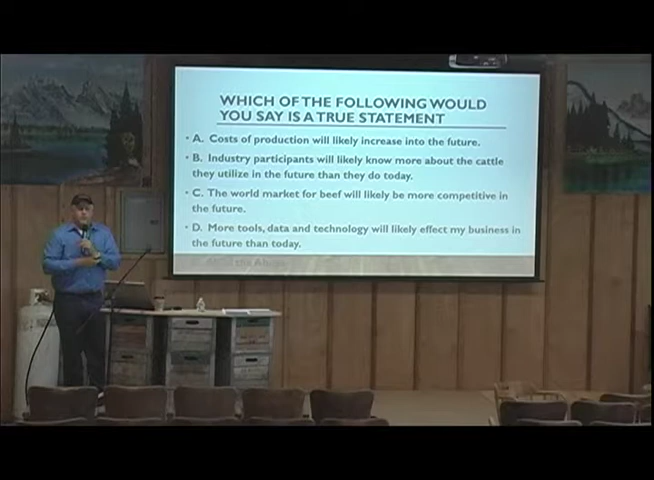 WHICH OF THE FOLLOWING WOULD
YOU SAY IS A TRUE STATEMENT
• A. Costs of production will likely increase into the future.
• B. Industry participants will likely know more about the cattle
they utilize in the future than they do today.
• C. The world market for beef will likely be more competitive in
the future.
• D. More tools, data and technology will likely effect my business in
the future than today.